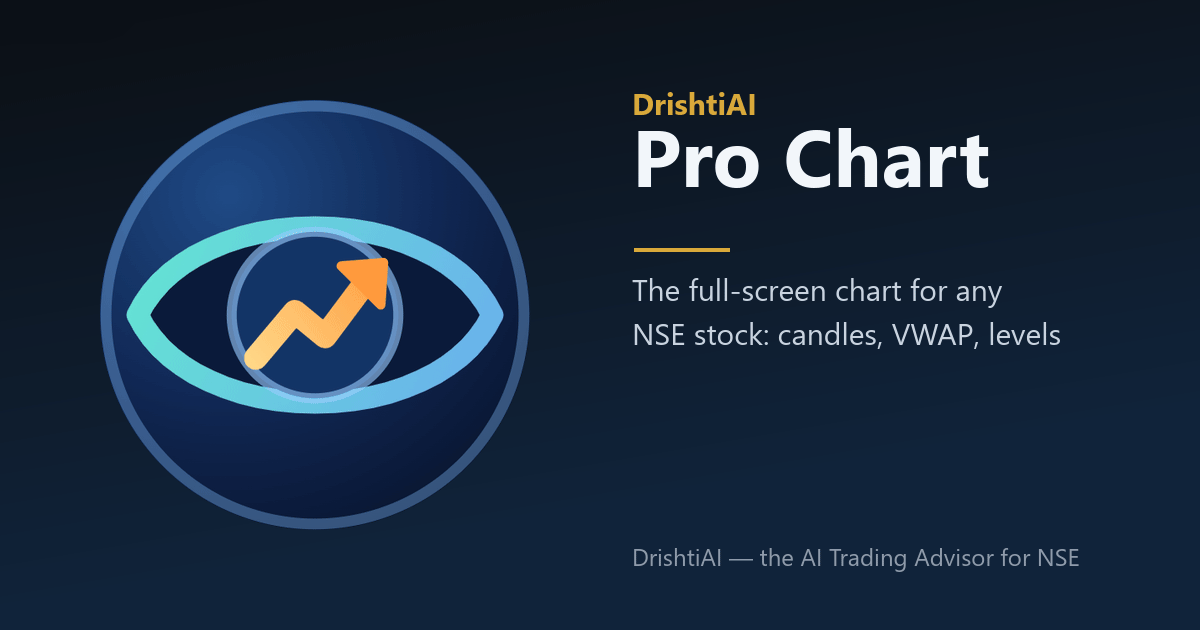 DrishtiAI
Pro Chart
The full-screen chart for any
NSE stock: candles, VWAP, levels
DrishtiAI — the AI Trading Advisor for NSE